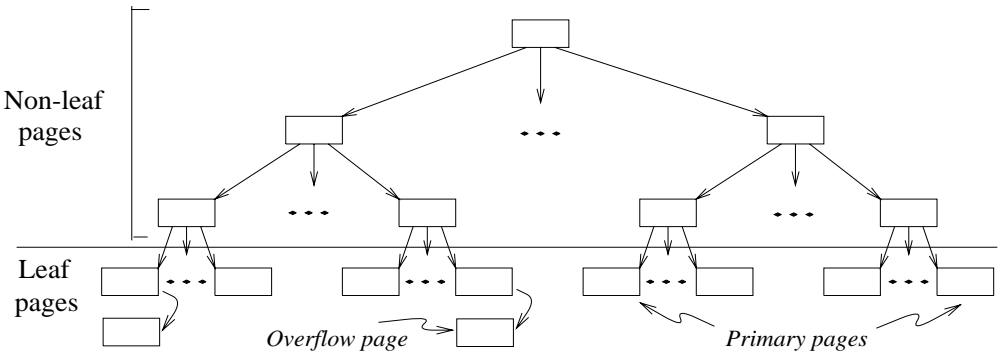 Non-leaf
pages
Leaf
pages
Overflow page
Primary pages